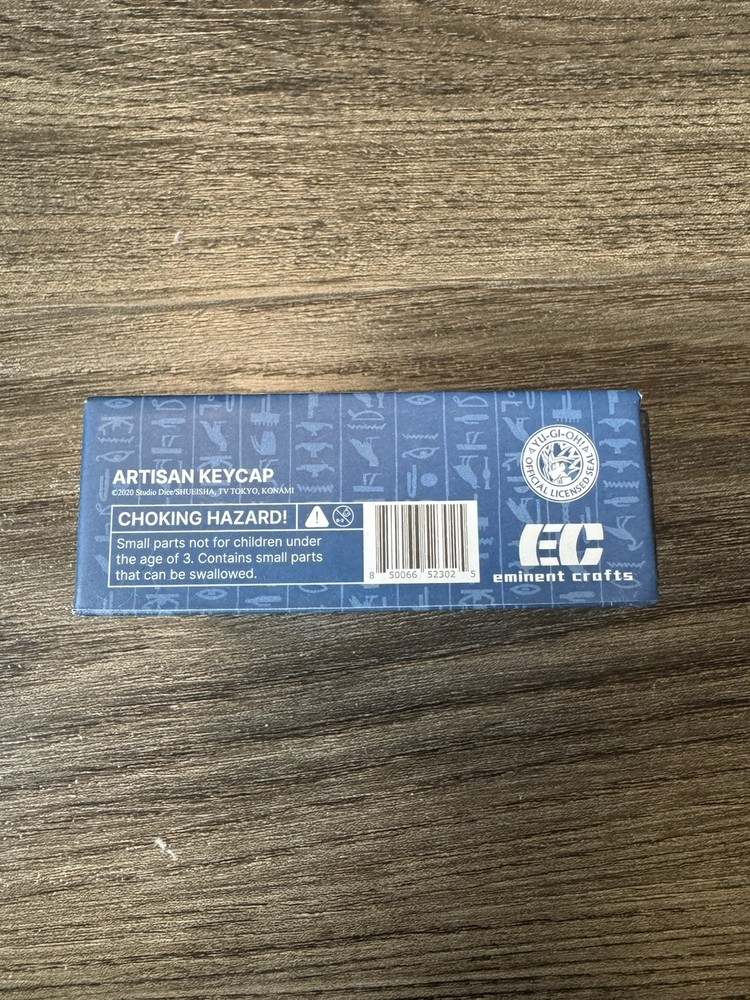 ARTISAN KEYCAP
©2020 Studio Dice/SHUEISHA, TV TOKYO, KONAMI
CHOKING HAZARD!
Small parts not for children under
the age of 3. Contains small parts
that can be swallowed.
8 50066 52302 5
YU-GI-OH!
OFFICIAL LICENSED SEAL
EC
eminent crafts